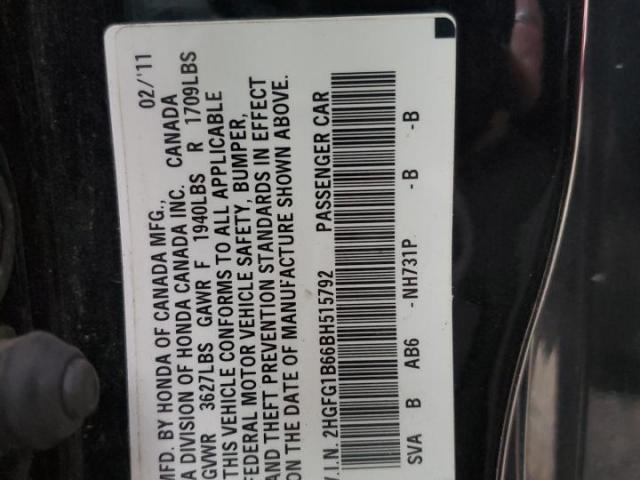 MFD. BY HONDA OF CANADA MFG., 02/'11
A DIVISION OF HONDA CANADA INC. CANADA
GVWR 3627LBS GAWR F 1940LBS R 1709LBS
THIS VEHICLE CONFORMS TO ALL APPLICABLE
FEDERAL MOTOR VEHICLE SAFETY, BUMPER,
AND THEFT PREVENTION STANDARDS IN EFFECT
ON THE DATE OF MANUFACTURE SHOWN ABOVE.
V.I.N. 2HGFG1B66BH515792 PASSENGER CAR
SVA B AB6 -NH731P -B -B